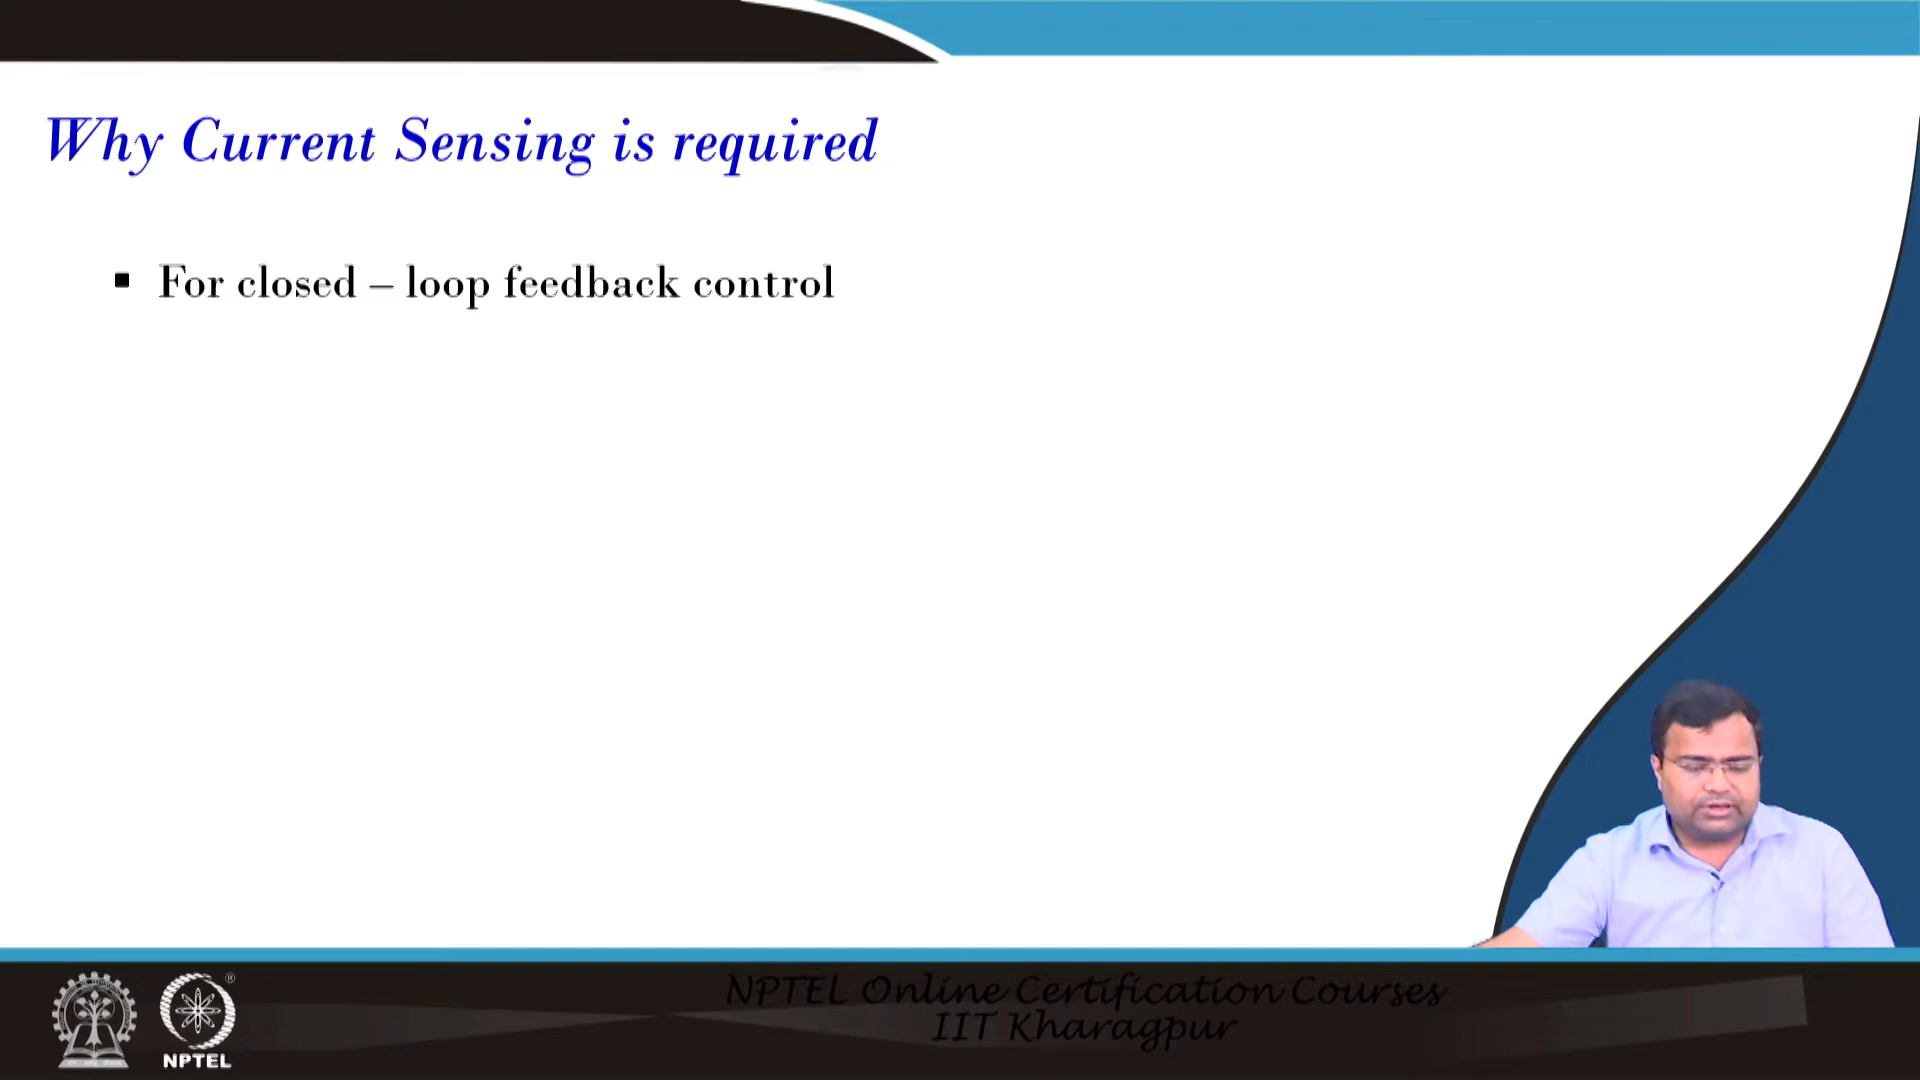 Why Current Sensing is required
▪ For closed – loop feedback control
NPTEL Online Certification Courses
IIT Kharagpur
®
NPTEL